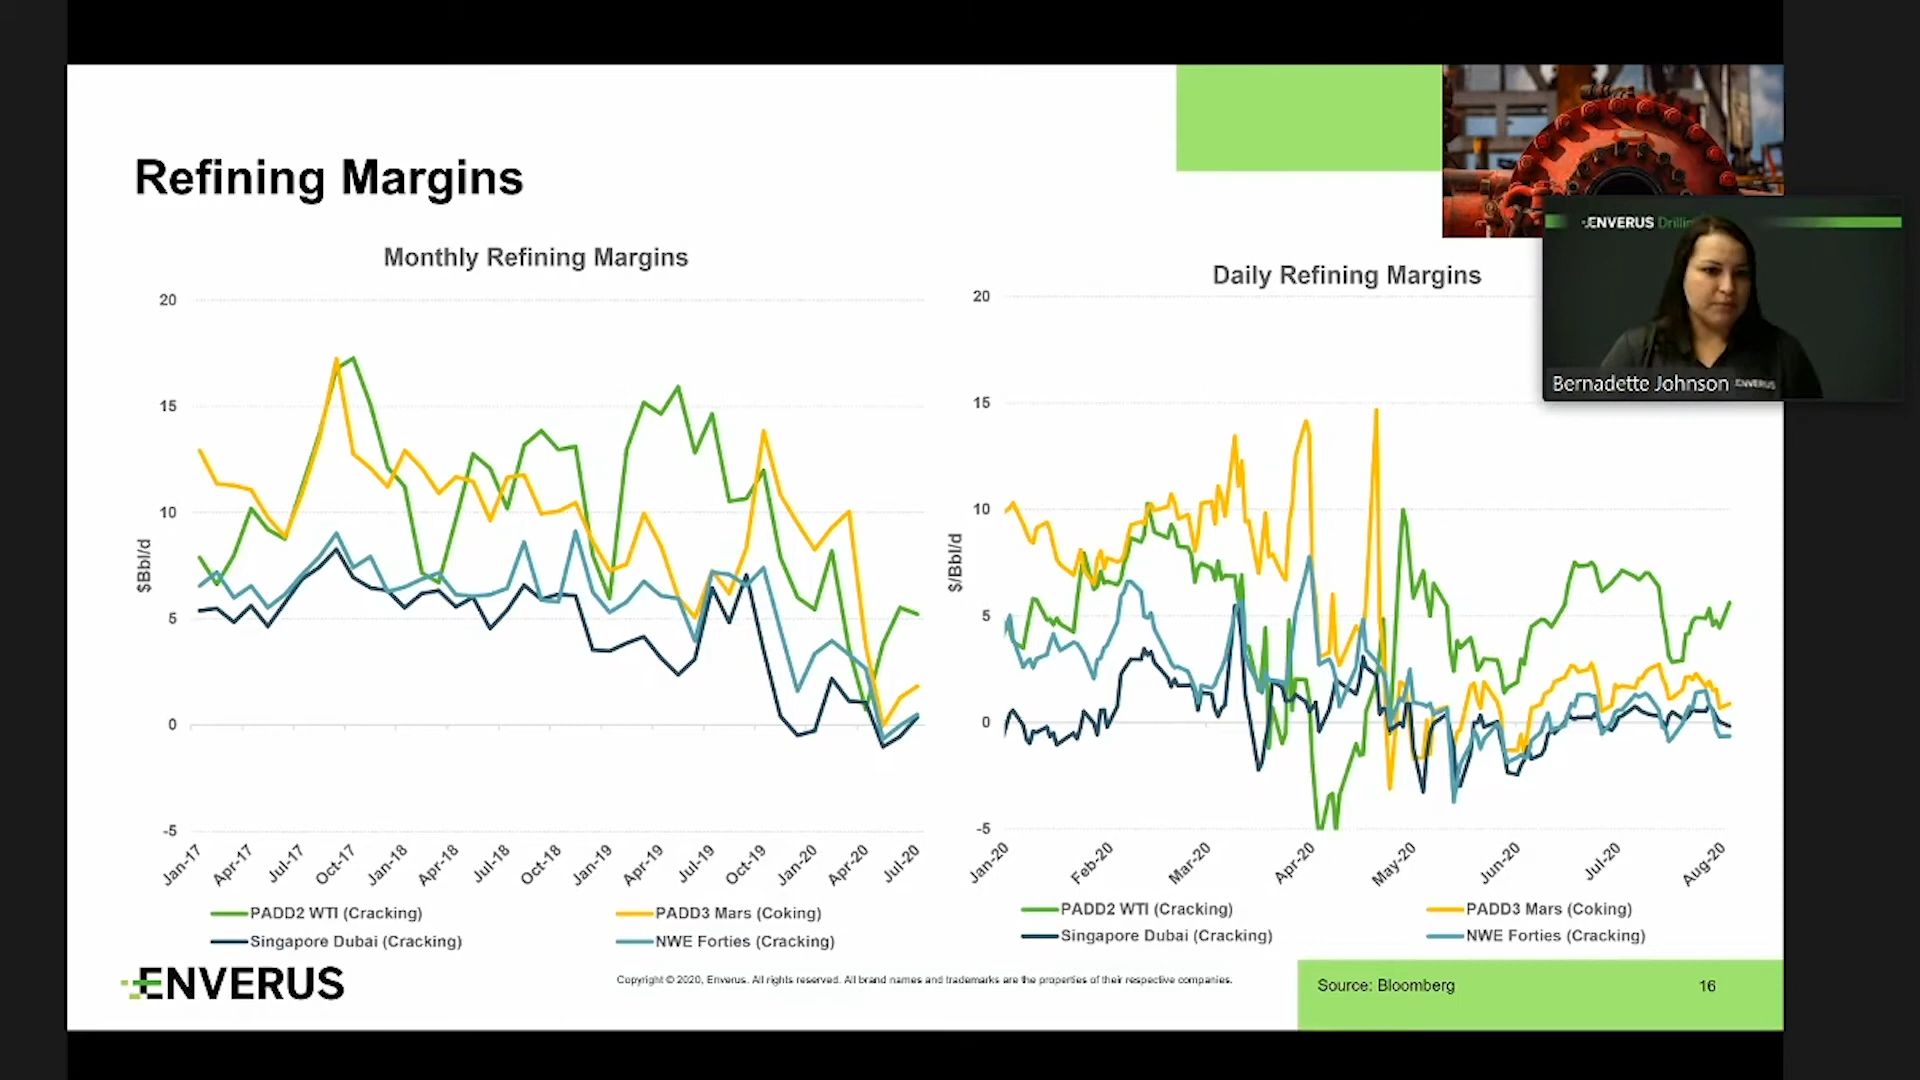 Refining Margins
Monthly Refining Margins
20
15
10
5
0
-5
$Bbl/d
Jan-17
Apr-17
Jul-17
Oct-17
Jan-18
Apr-18
Jul-18
Oct-18
Jan-19
Apr-19
Jul-19
Oct-19
Jan-20
Apr-20
Jul-20
PADD2 WTI (Cracking)
PADD3 Mars (Coking)
Singapore Dubai (Cracking)
NWE Forties (Cracking)
Daily Refining Margins
20
15
10
5
0
-5
$/Bbl/d
Jan-20
Feb-20
Mar-20
Apr-20
May-20
Jun-20
Jul-20
Aug-20
PADD2 WTI (Cracking)
PADD3 Mars (Coking)
Singapore Dubai (Cracking)
NWE Forties (Cracking)
ENVERUS
Bernadette Johnson
ENVERUS
ENVERUS
Copyright © 2020, Enverus. All rights reserved. All brand names and trademarks are the properties of their respective companies.
Source: Bloomberg
16